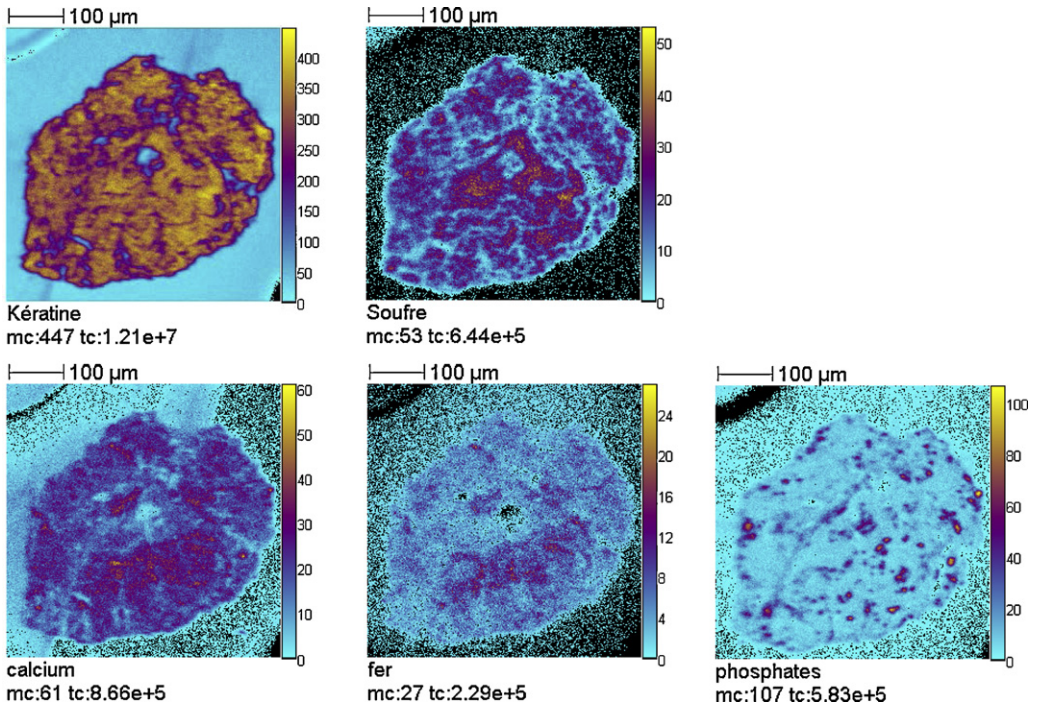 100 µm
450
400
350
300
250
200
150
100
50
0
Kératine
mc:447 tc:1.21e+7
100 µm
50
40
30
20
10
0
Soufre
mc:53 tc:6.44e+5
100 µm
60
50
40
30
20
10
0
calcium
mc:61 tc:8.66e+5
100 µm
24
20
16
12
8
4
0
fer
mc:27 tc:2.29e+5
100 µm
100
80
60
40
20
0
phosphates
mc:107 tc:5.83e+5